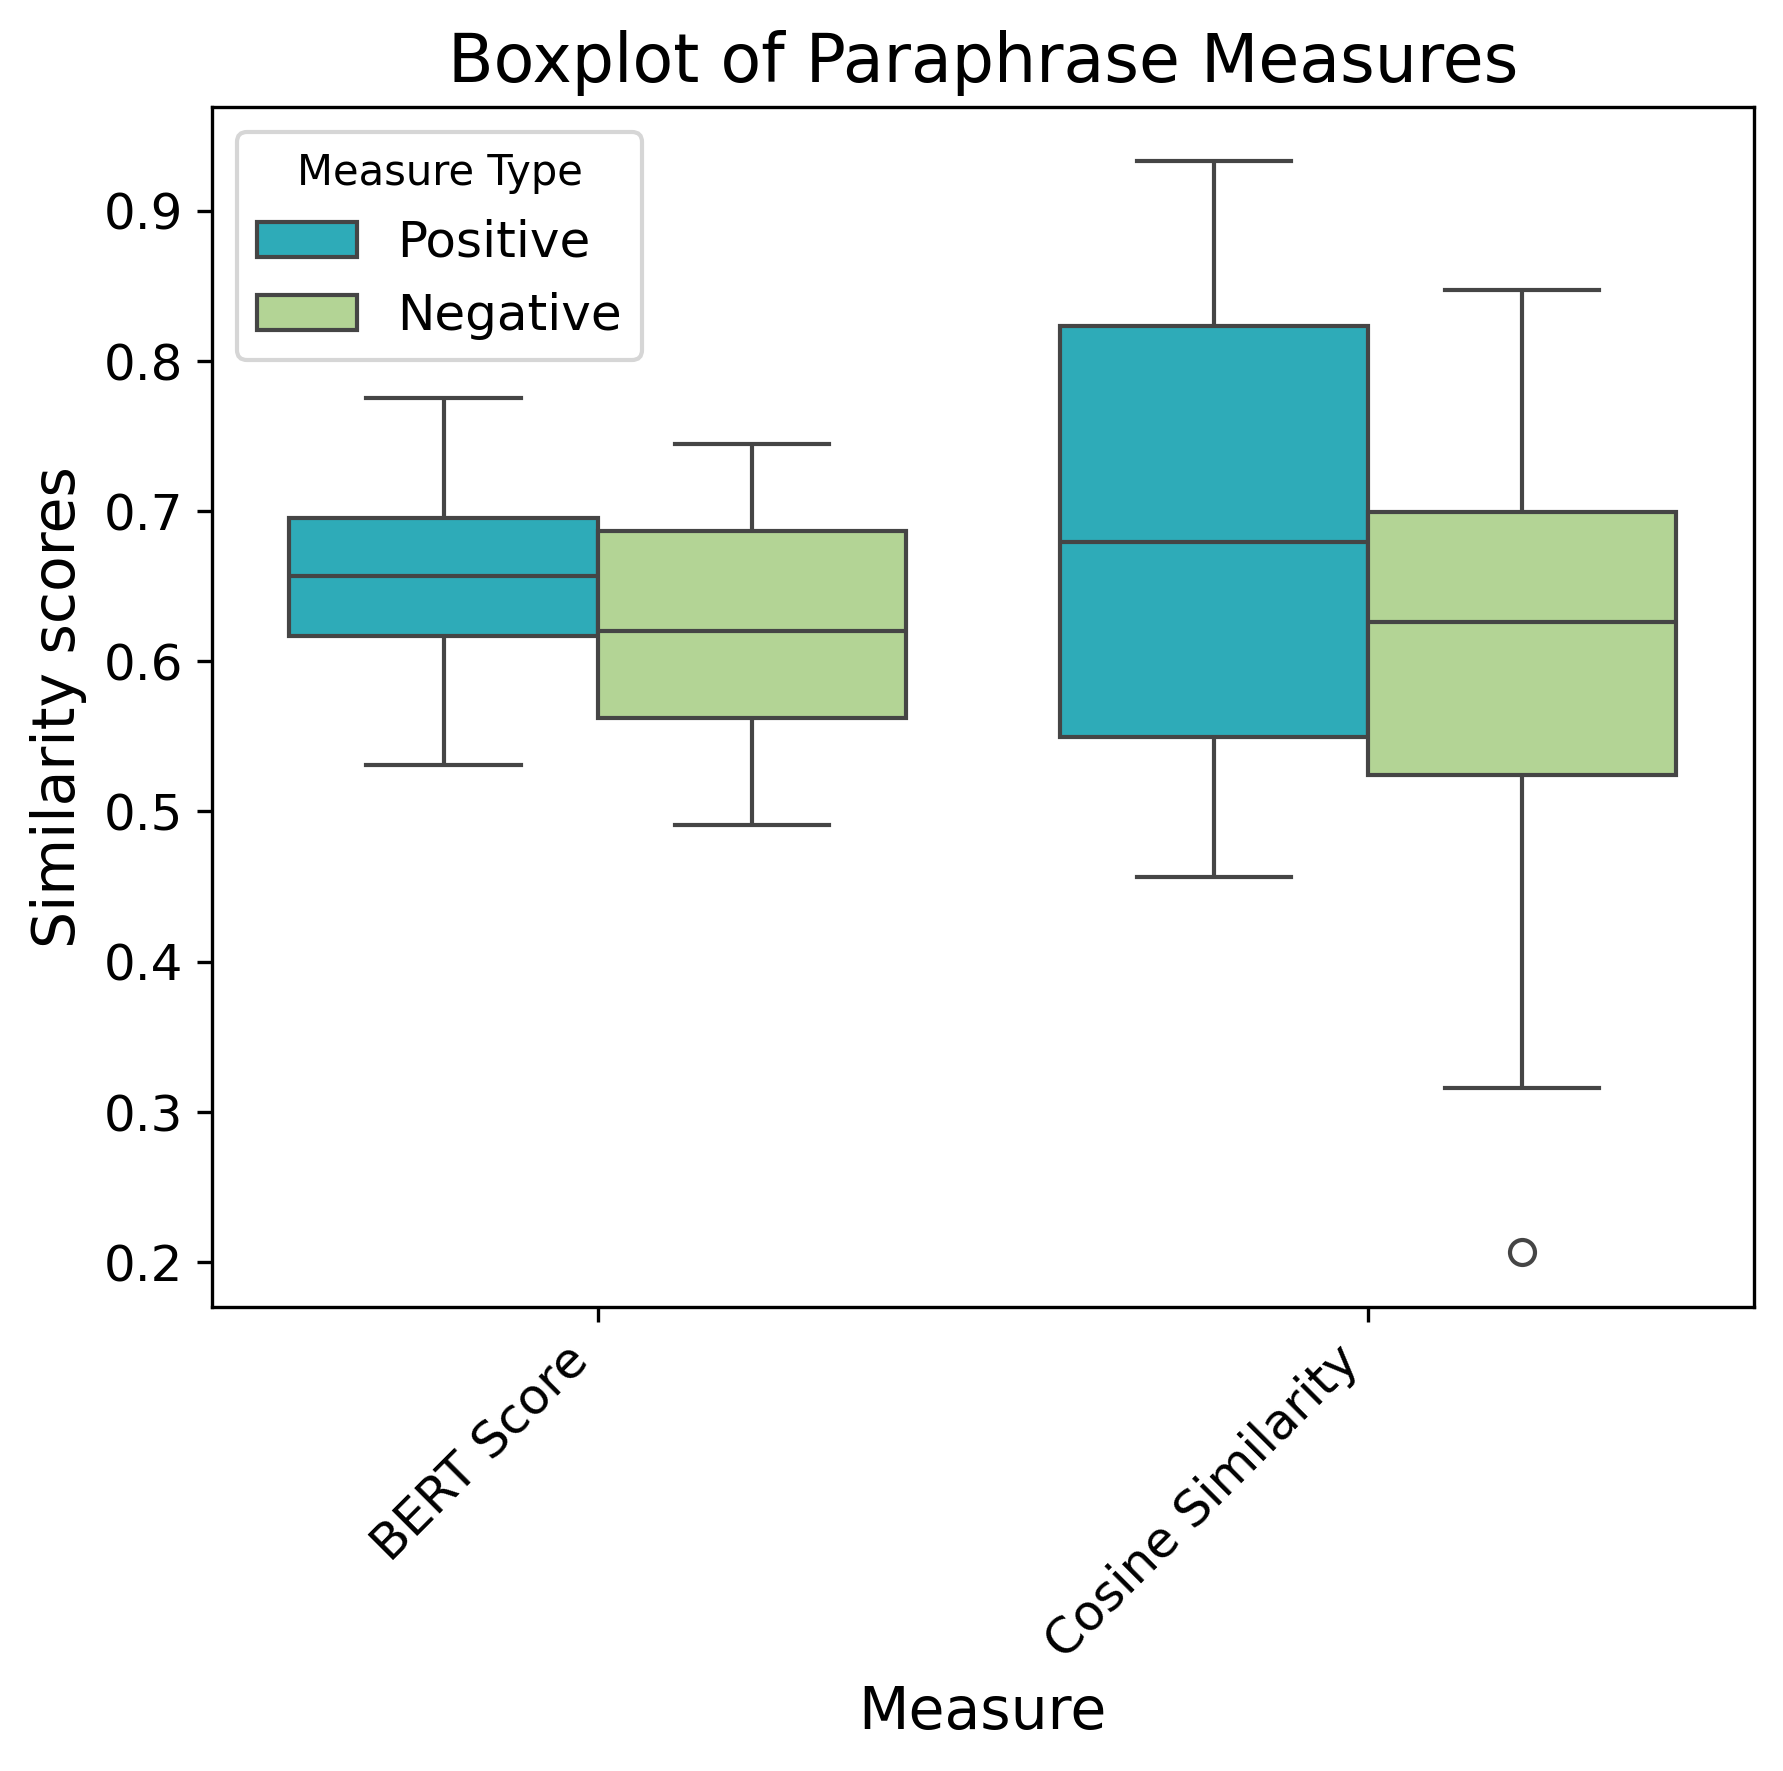 Boxplot of Paraphrase Measures
Measure Type
Positive
Negative
Similarity scores
0.9
0.8
0.7
0.6
0.5
0.4
0.3
0.2
BERT Score
Cosine Similarity
Measure